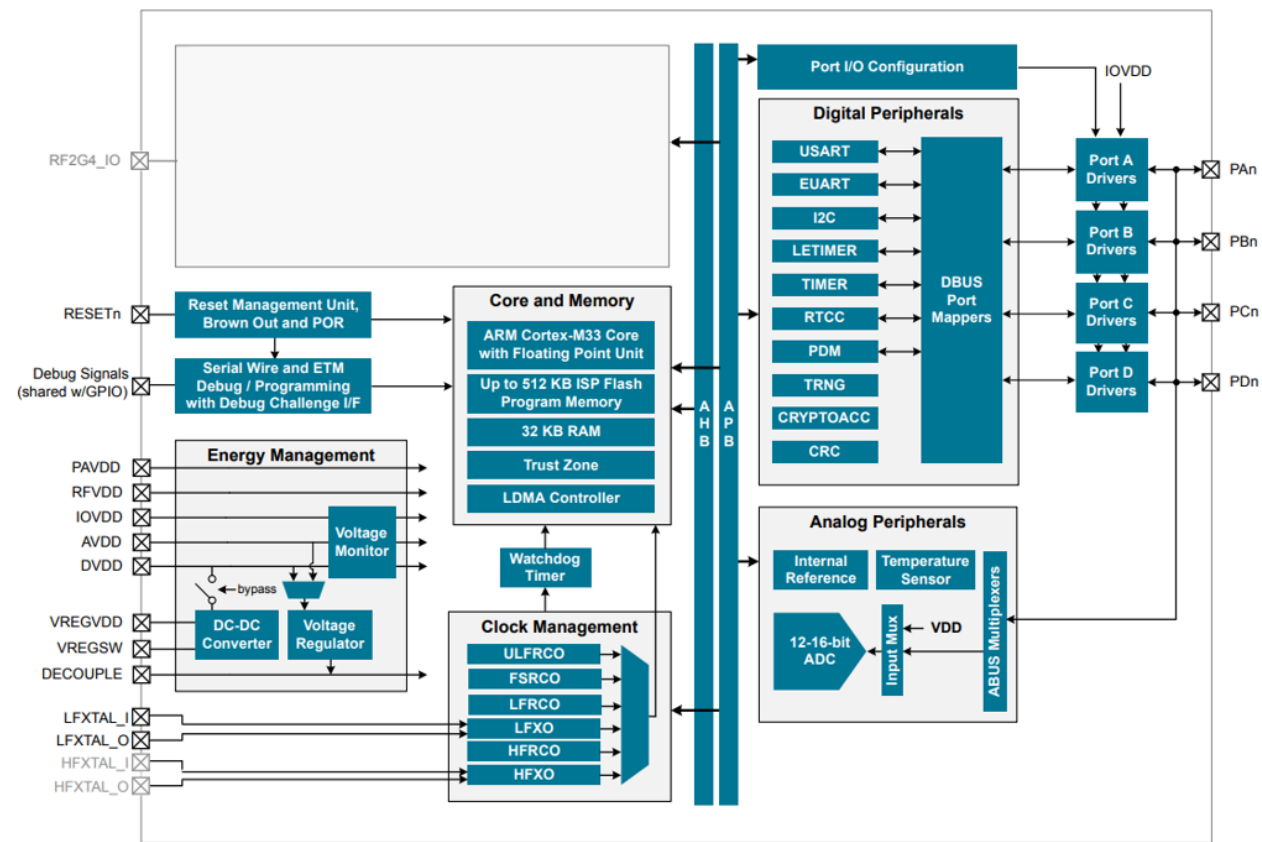 RF2G4_IO
RESETn
Reset Management Unit,
Brown Out and POR
Debug Signals
(shared w/GPIO)
Serial Wire and ETM
Debug / Programming
with Debug Challenge I/F
Energy Management
PAVDD
RFVDD
IOVDD
AVDD
DVDD
Voltage
Monitor
bypass
VREGVDD
VREGSW
DECOUPLE
DC-DC
Converter
Voltage
Regulator
LFXTAL_I
LFXTAL_O
HFXTAL_I
HFXTAL_O
Core and Memory
ARM Cortex-M33 Core
with Floating Point Unit
Up to 512 KB ISP Flash
Program Memory
32 KB RAM
Trust Zone
LDMA Controller
Watchdog
Timer
Clock Management
ULFRCO
FSRCO
LFRCO
LFXO
HFRCO
HFXO
AHB
APB
Port I/O Configuration
IOVDD
Digital Peripherals
USART
EUART
I2C
LETIMER
TIMER
RTCC
PDM
TRNG
CRYPTOACC
CRC
DBUS
Port
Mappers
Port A
Drivers
Port B
Drivers
Port C
Drivers
Port D
Drivers
PAn
PBn
PCn
PDn
Analog Peripherals
Internal
Reference
Temperature
Sensor
12-16-bit
ADC
Input Mux
VDD
ABUS Multiplexers